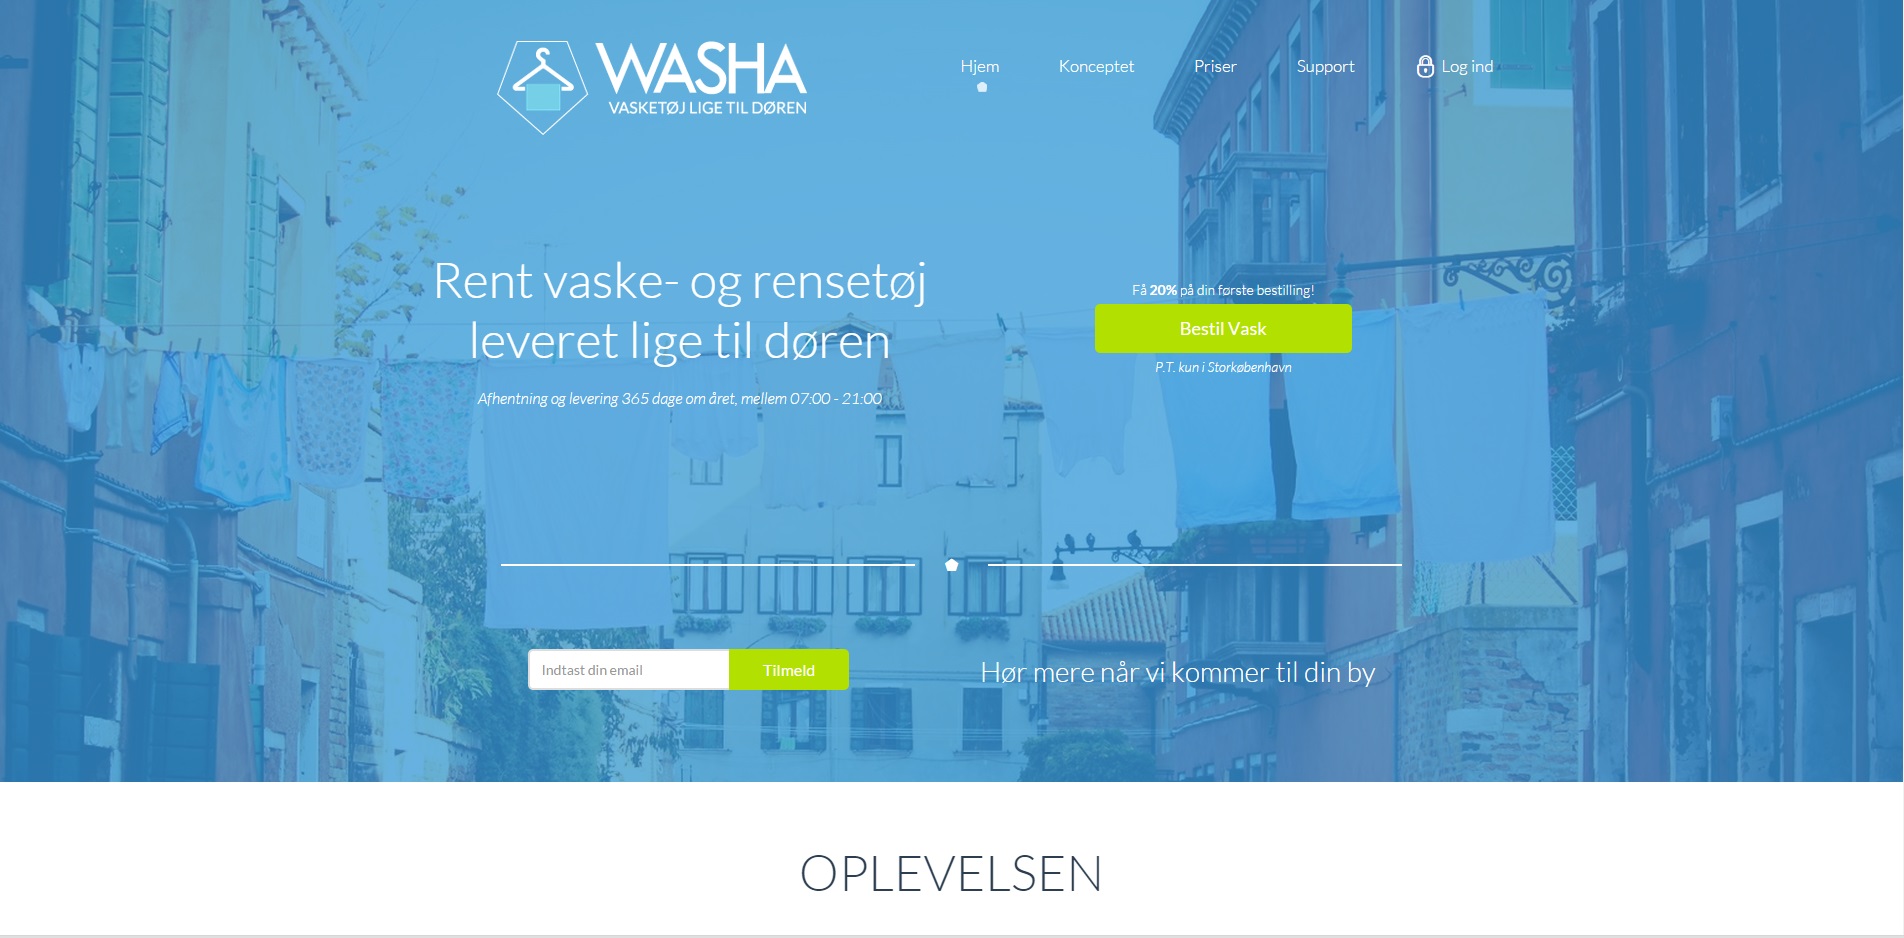 WASHA
VASKETØJ LIGE TIL DØREN
Hjem
Konceptet
Priser
Support
Log ind
Rent vaske- og rensetøj
leveret lige til døren
Afhentning og levering 365 dage om året, mellem 07:00 - 21:00
Få 20% på din første bestilling!
Bestil Vask
P.T. kun i Storkøbenhavn
Indtast din email
Tilmeld
Hør mere når vi kommer til din by
OPLEVELSEN